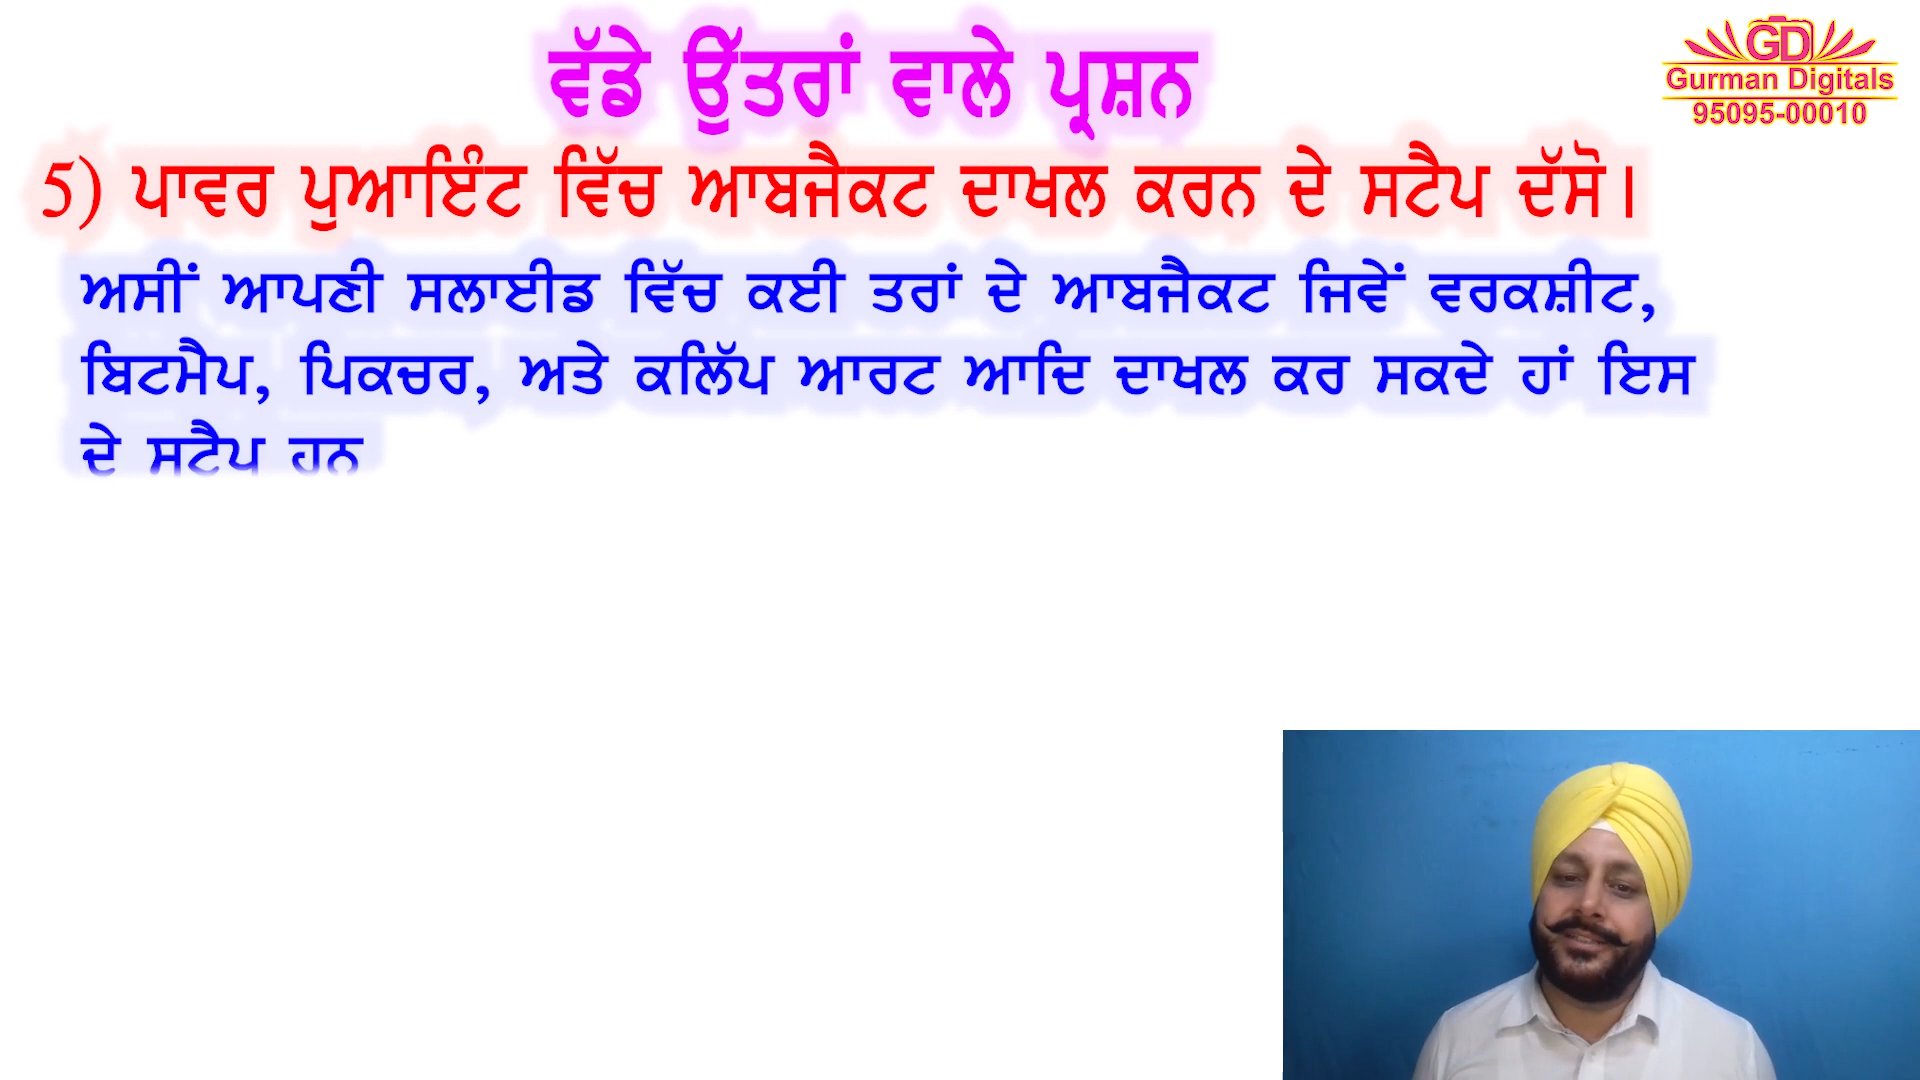 ਵੱਡੇ ਉੱਤਰਾਂ ਵਾਲੇ ਪ੍ਰਸ਼ਨ
GD
Gurman Digitals
95095-00010
5) ਪਾਵਰ ਪੁਆਇੰਟ ਵਿੱਚ ਆਬਜੈਕਟ ਦਾਖਲ ਕਰਨ ਦੇ ਸਟੈਪ ਦੱਸੋ।
ਅਸੀਂ ਆਪਣੀ ਸਲਾਈਡ ਵਿੱਚ ਕਈ ਤਰਾਂ ਦੇ ਆਬਜੈਕਟ ਜਿਵੇਂ ਵਰਕਸ਼ੀਟ,
ਬਿਟਮੈਪ, ਪਿਕਚਰ, ਅਤੇ ਕਲਿੱਪ ਆਰਟ ਆਦਿ ਦਾਖਲ ਕਰ ਸਕਦੇ ਹਾਂ ਇਸ
ਦੇ ਸਟੈਪ ਹਨ